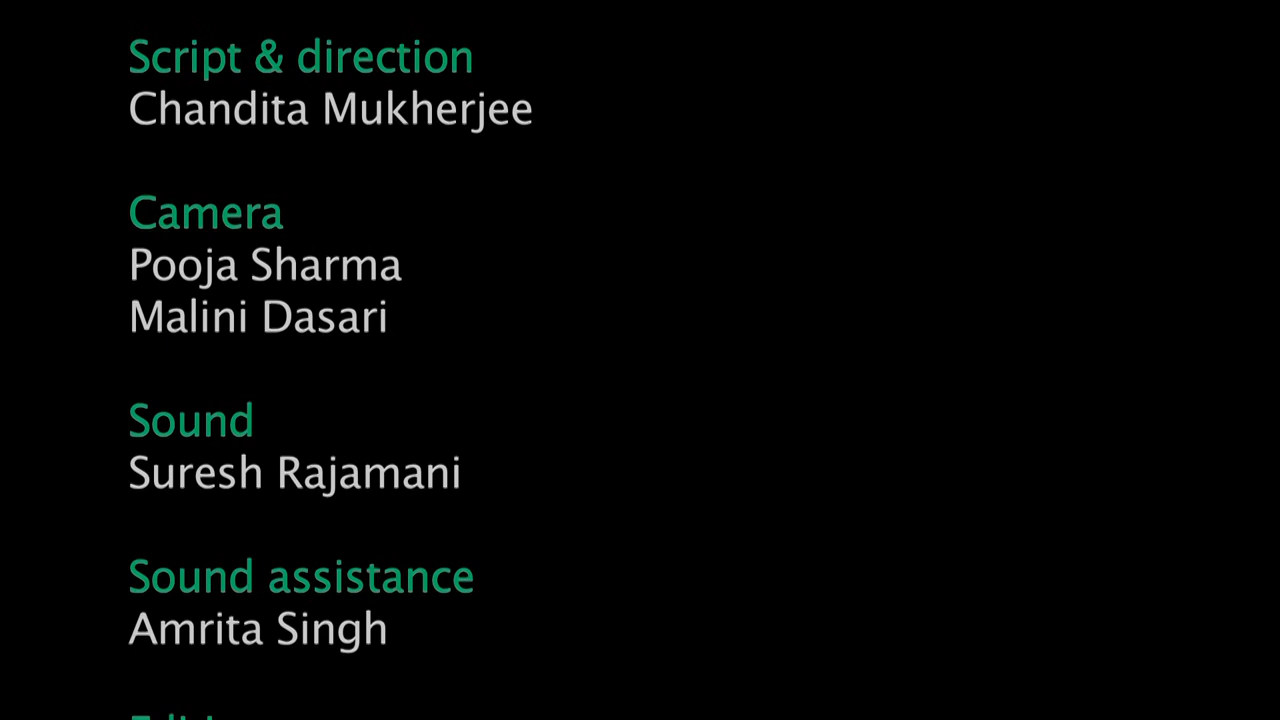 Script & direction
Chandita Mukherjee
Camera
Pooja Sharma
Malini Dasari
Sound
Suresh Rajamani
Sound assistance
Amrita Singh